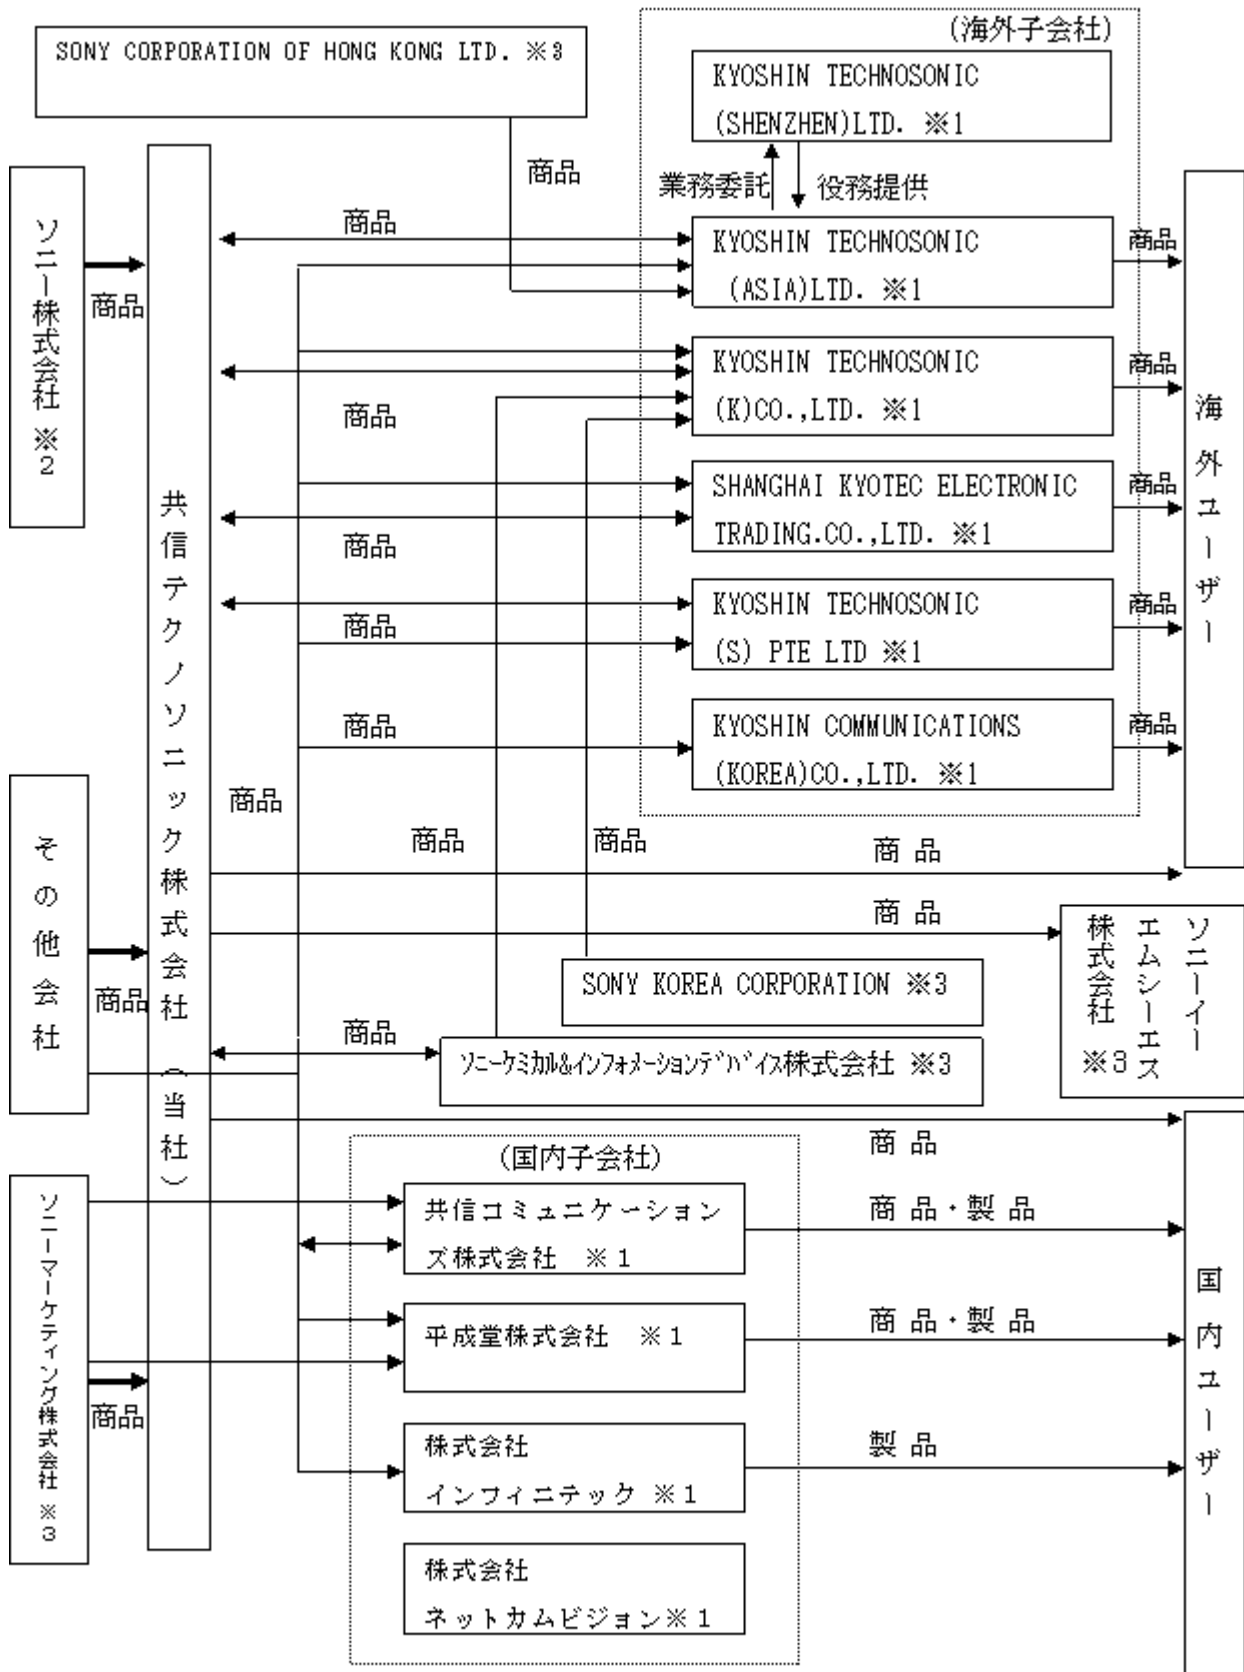 SONY CORPORATION OF HONG KONG LTD. ※3
(海外子会社)
KYOSHIN TECHNOSONIC
(SHENZHEN)LTD. ※1
業務委託
役務提供
商品
ソニー株式会社 ※2
商品
共信テクノソニック株式会社（当社）
商品
KYOSHIN TECHNOSONIC
(ASIA)LTD. ※1
商品
KYOSHIN TECHNOSONIC
(K)CO.,LTD. ※1
商品
商品
SHANGHAI KYOTEC ELECTRONIC
TRADING.CO.,LTD. ※1
商品
商品
KYOSHIN TECHNOSONIC
(S) PTE LTD ※1
商品
商品
KYOSHIN COMMUNICATIONS
(KOREA)CO.,LTD. ※1
商品
商品
海外ユーザー
その他会社
商品
商品
商品
商品
商 品
商 品
ソニーイー
エムシーエス
株式会社 ※3
SONY KOREA CORPORATION ※3
商品
ソニーケミカル&インフォメーションデバイス株式会社 ※3
商 品
(国内子会社)
ソニーマーケティング株式会社 ※3
商品
共信コミュニケーション
ズ株式会社 ※１
商 品・製 品
平成堂株式会社 ※１
商 品・製 品
株式会社
インフィニテック ※１
製 品
株式会社
ネットカムビジョン※１
国内ユーザー